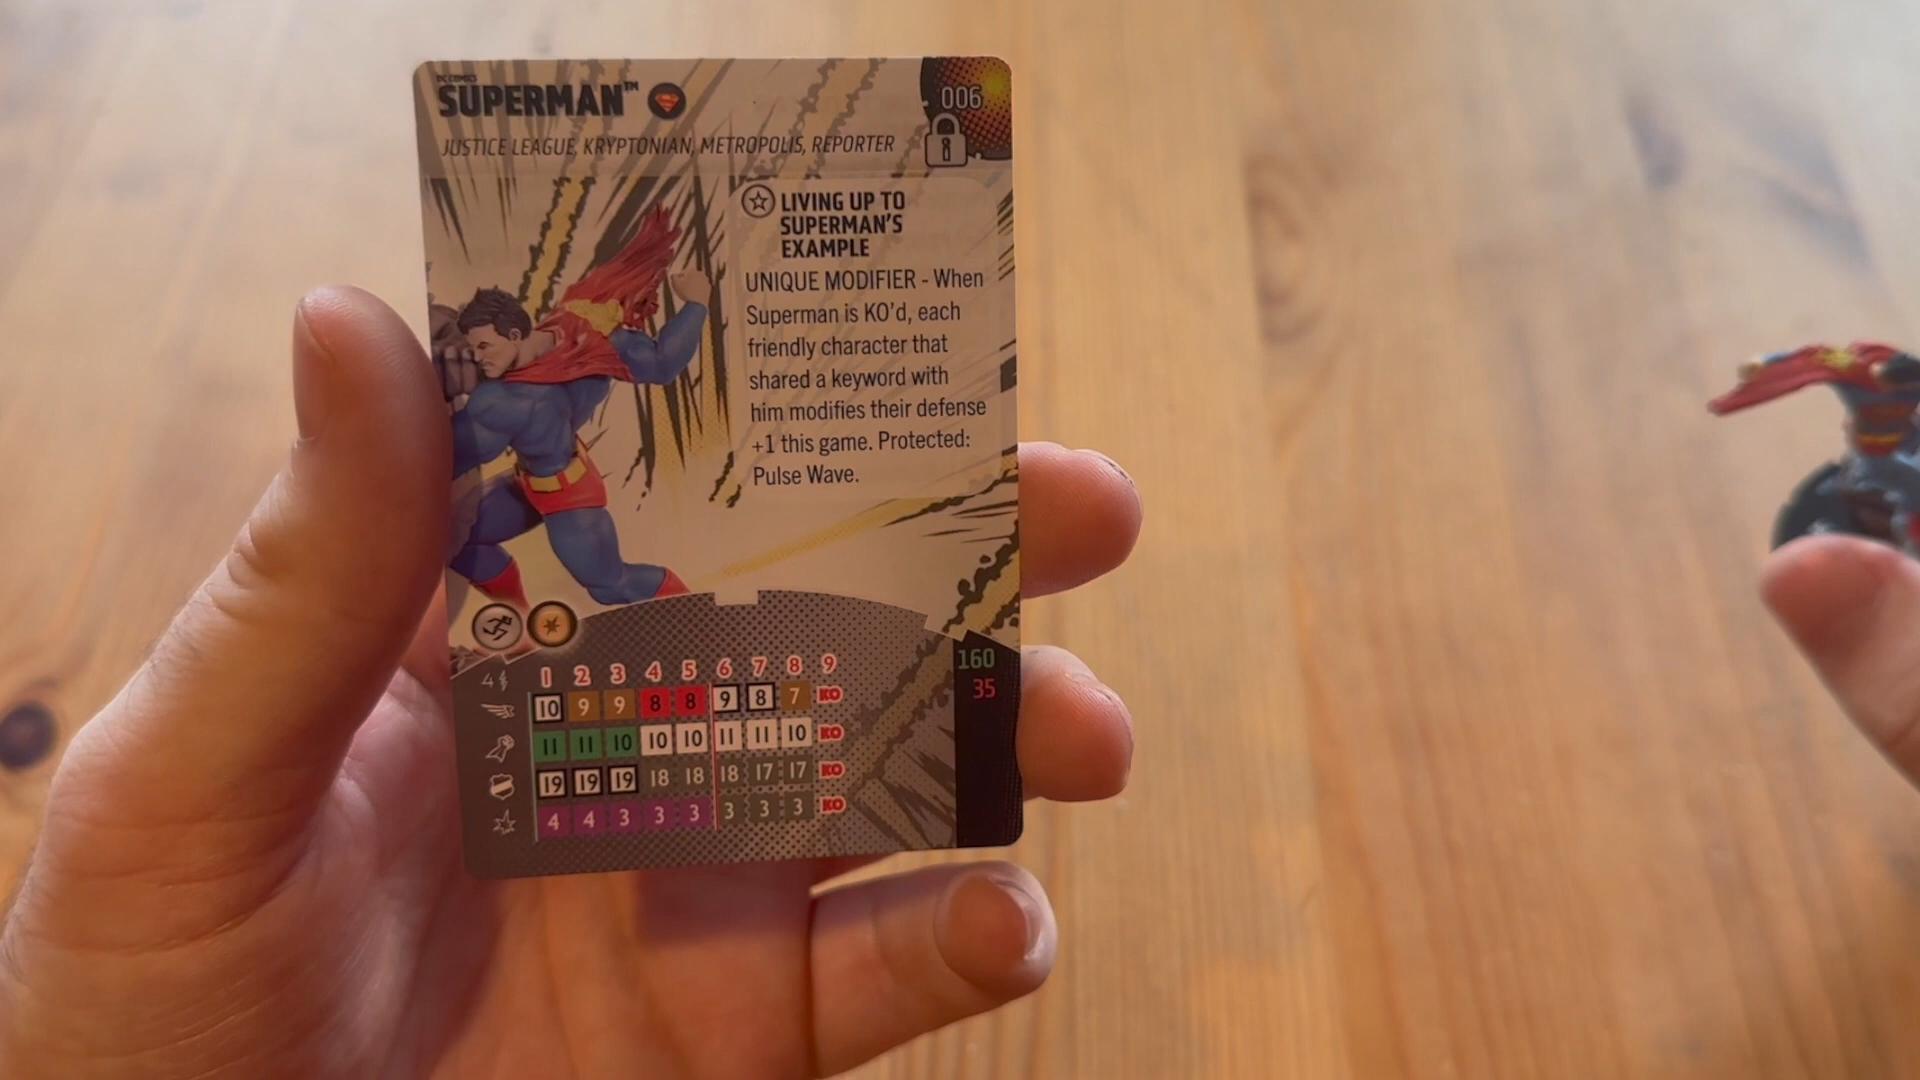 DC COMICS
SUPERMAN™
006
JUSTICE LEAGUE, KRYPTONIAN, METROPOLIS, REPORTER
LIVING UP TO
SUPERMAN'S
EXAMPLE
UNIQUE MODIFIER - When
Superman is KO'd, each
friendly character that
shared a keyword with
him modifies their defense
+1 this game. Protected:
Pulse Wave.
160
35
4 1 2 3 4 5 6 7 8 9
10 9 9 8 8 9 8 7 KO
11 11 10 10 10 11 11 10 KO
19 19 19 18 18 18 17 17 KO
4 4 3 3 3 3 3 3 KO